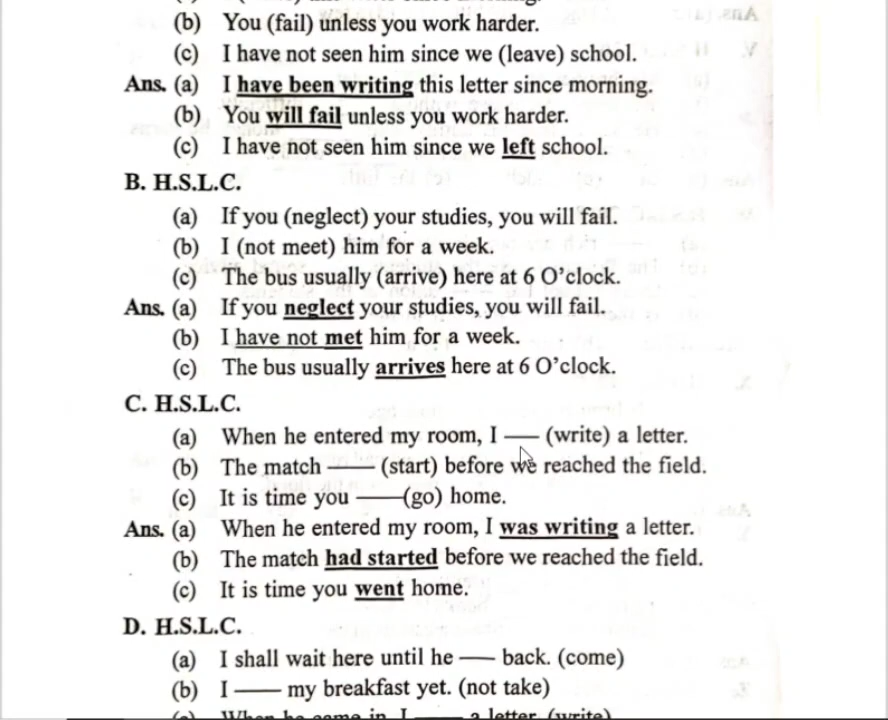 (b) You (fail) unless you work harder.
(c) I have not seen him since we (leave) school.
Ans. (a) I have been writing this letter since morning.
(b) You will fail unless you work harder.
(c) I have not seen him since we left school.
B. H.S.L.C.
(a) If you (neglect) your studies, you will fail.
(b) I (not meet) him for a week.
(c) The bus usually (arrive) here at 6 O’clock.
Ans. (a) If you neglect your studies, you will fail.
(b) I have not met him for a week.
(c) The bus usually arrives here at 6 O’clock.
C. H.S.L.C.
(a) When he entered my room, I —— (write) a letter.
(b) The match —— (start) before we reached the field.
(c) It is time you ——(go) home.
Ans. (a) When he entered my room, I was writing a letter.
(b) The match had started before we reached the field.
(c) It is time you went home.
D. H.S.L.C.
(a) I shall wait here until he —— back. (come)
(b) I —— my breakfast yet. (not take)
(c) When he came in, I —— a letter. (write)